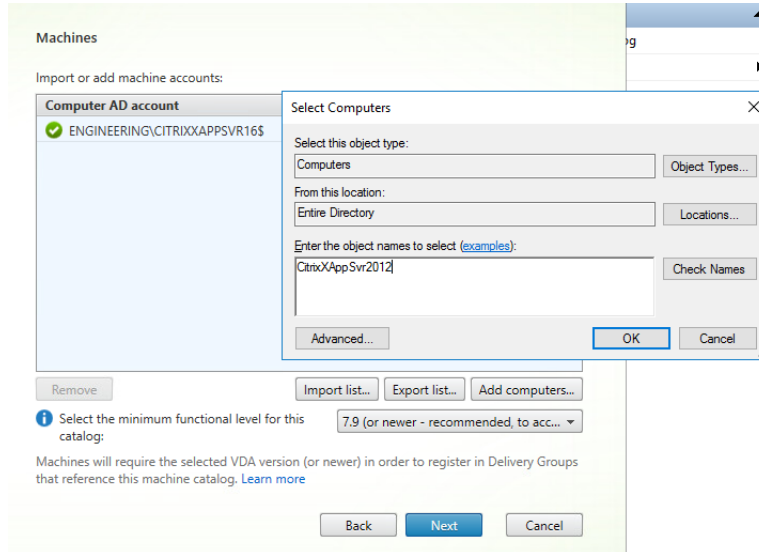 Machines
Import or add machine accounts:
Computer AD account
ENGINEERING\CITRIXXAPPSVR16$
Select Computers
Select this object type:
Computers
Object Types...
From this location:
Entire Directory
Locations...
Enter the object names to select (examples):
CitrixXAppSvr2012
Check Names
Advanced...
OK
Cancel
Remove
Import list...
Export list...
Add computers...
Select the minimum functional level for this
catalog:
7.9 (or newer - recommended, to acc...
Machines will require the selected VDA version (or newer) in order to register in Delivery Groups
that reference this machine catalog. Learn more
Back
Next
Cancel